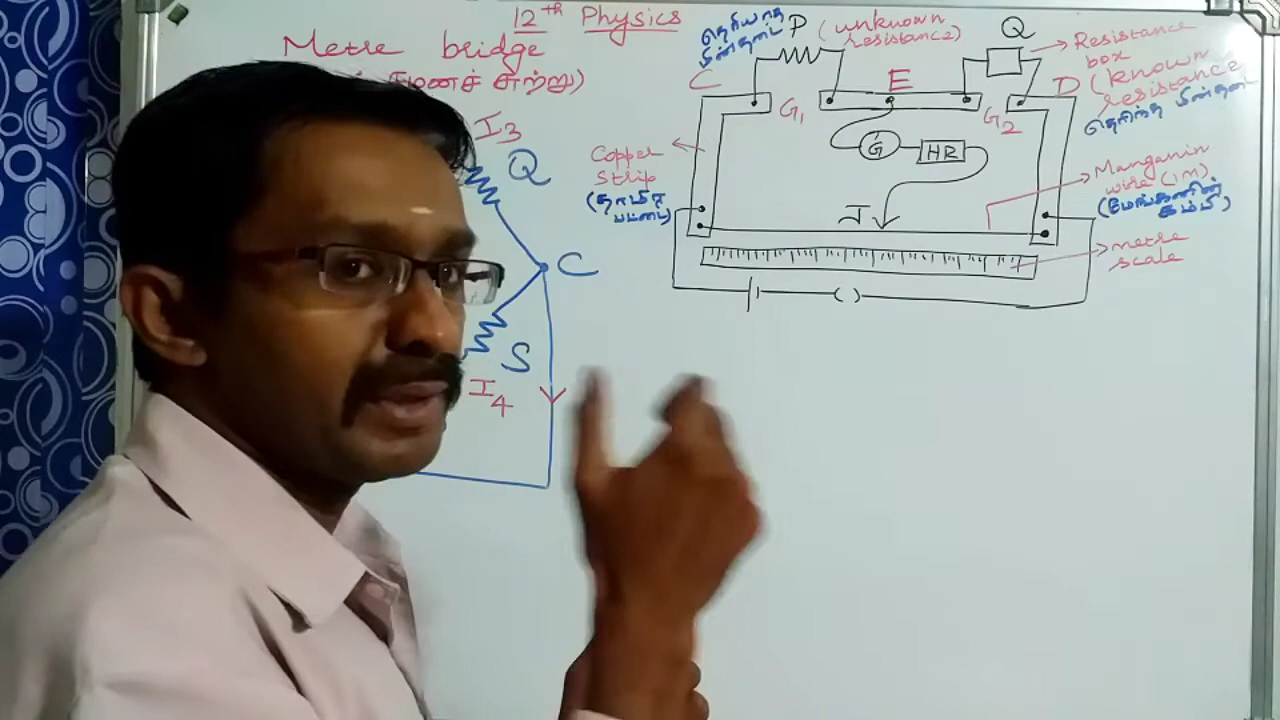 12th Physics
Metre bridge
சுற்று)
I3
Q
C
S
I4
தெரியாத
மின்தடை
P (unknown
resistance)
Q
Resistance
box
(known
resistance
தெரிந்த மின்தடை
C
G1
E
G2
D
G
HR
J
Copper
Strip
(தாமிர
பட்டை)
Manganin
wire (1m)
(மேங்கனின்
கம்பி)
metre
scale